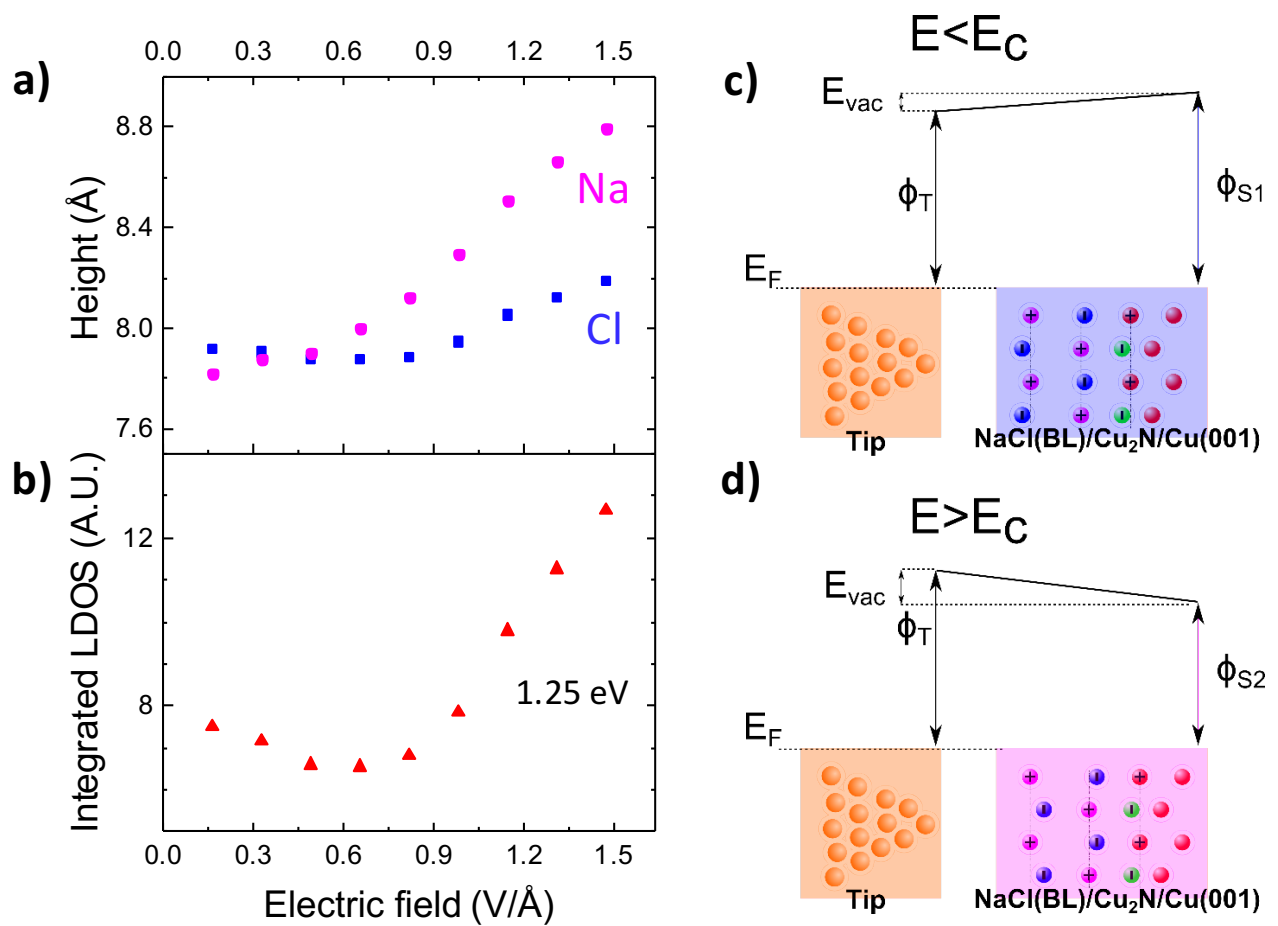 a)
0.0 0.3 0.6 0.9 1.2 1.5
Height (Å)
8.8
8.4
8.0
7.6
Na
Cl
b)
Integrated LDOS (A.U.)
12
8
1.25 eV
0.0 0.3 0.6 0.9 1.2 1.5
Electric field (V/Å)
c)
E<E_C
E_vac
ϕ_T
ϕ_S1
E_F
+ - + 
- + -
+ - +
- + -
Tip
NaCl(BL)/Cu₂N/Cu(001)
d)
E>E_C
E_vac
ϕ_T
ϕ_S2
E_F
+ - +
- + -
+ - +
- + -
Tip
NaCl(BL)/Cu₂N/Cu(001)